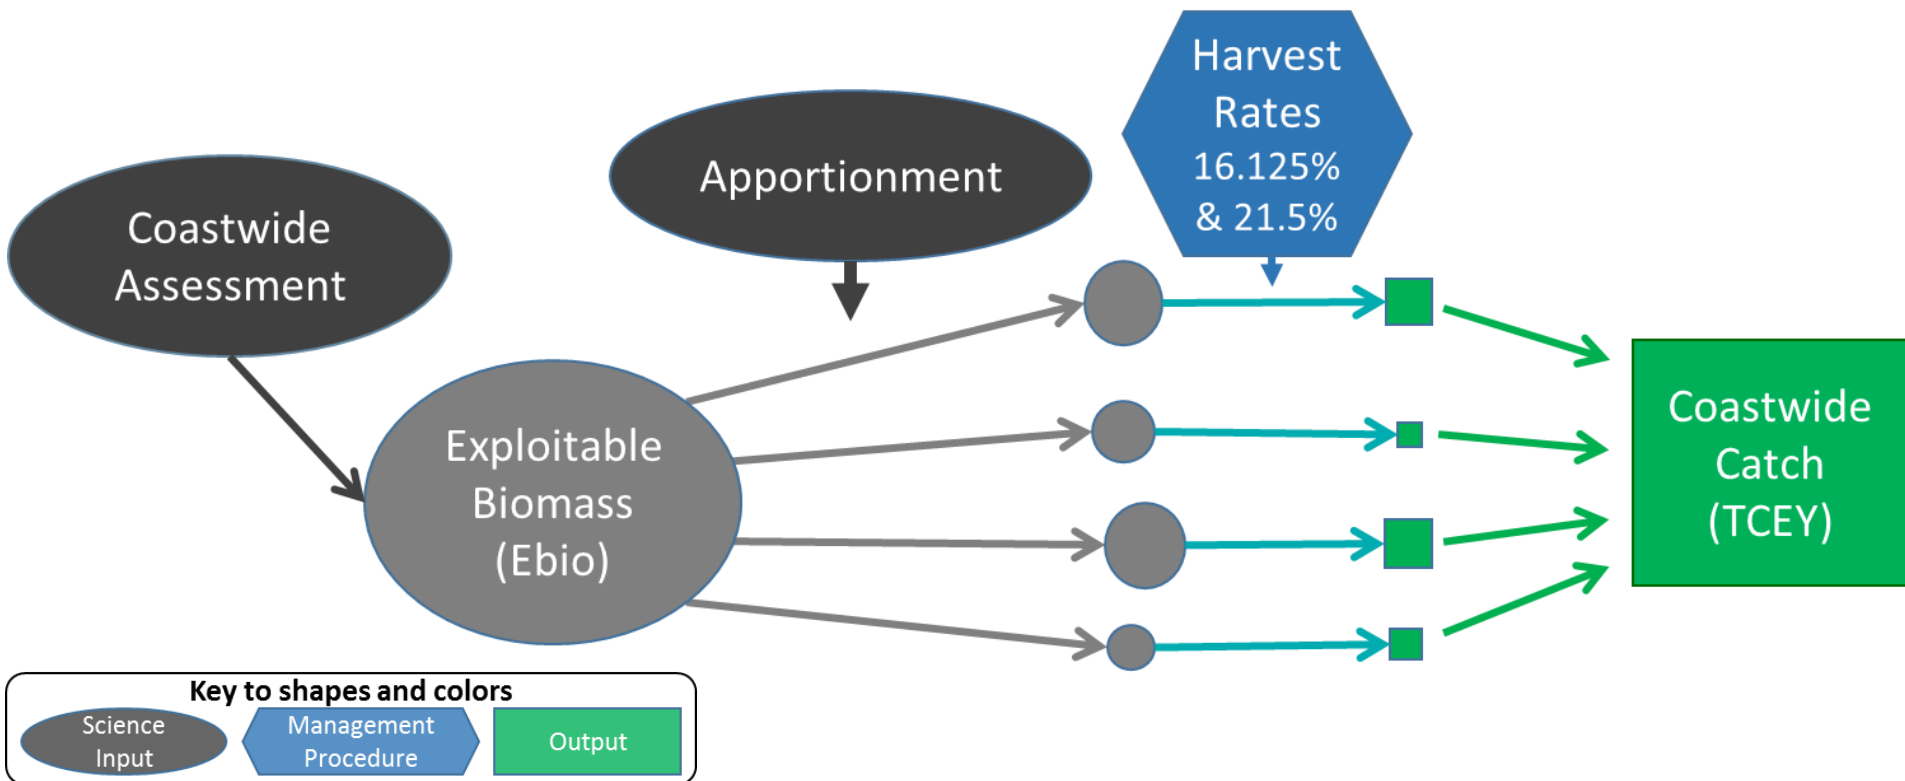 Coastwide
Assessment
Apportionment
Harvest
Rates
16.125%
& 21.5%
Exploitable
Biomass
(Ebio)
Coastwide
Catch
(TCEY)
Key to shapes and colors
Science
Input
Management
Procedure
Output